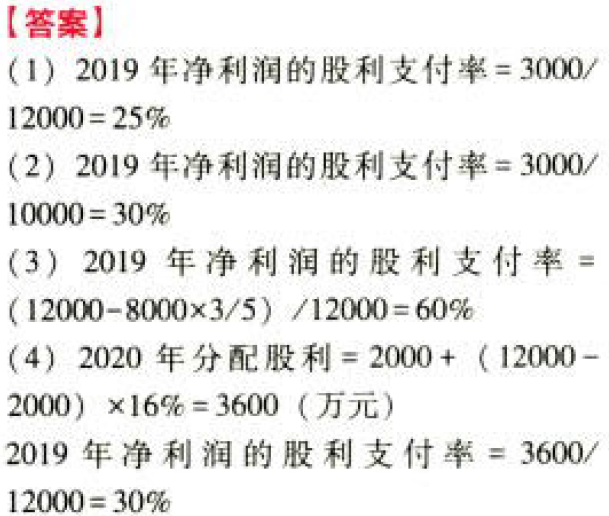 【答案】
（1）2019 年净利润的股利支付率 = 3000/
12000 = 25%
（2）2019 年净利润的股利支付率 = 3000/
10000 = 30%
（3）2019 年净利润的股利支付率 =
（12000-8000×3/5）/12000 = 60%
（4）2020 年分配股利 = 2000 +（12000 -
2000）×16% = 3600（万元）
2019 年净利润的股利支付率 = 3600/
12000 = 30%